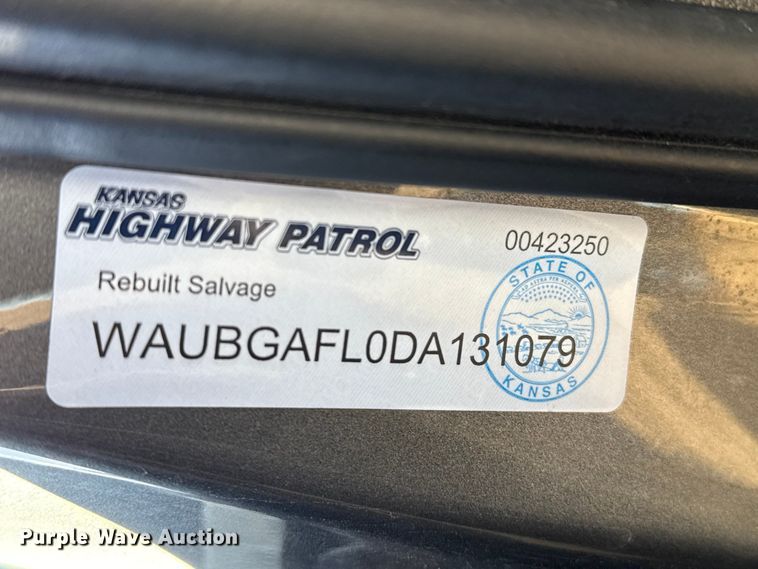 KANSAS
HIGHWAY PATROL
00423250
Rebuilt Salvage
STATE OF
WAUBGAFL0DA131079
KANSAS
Purple Wave Auction